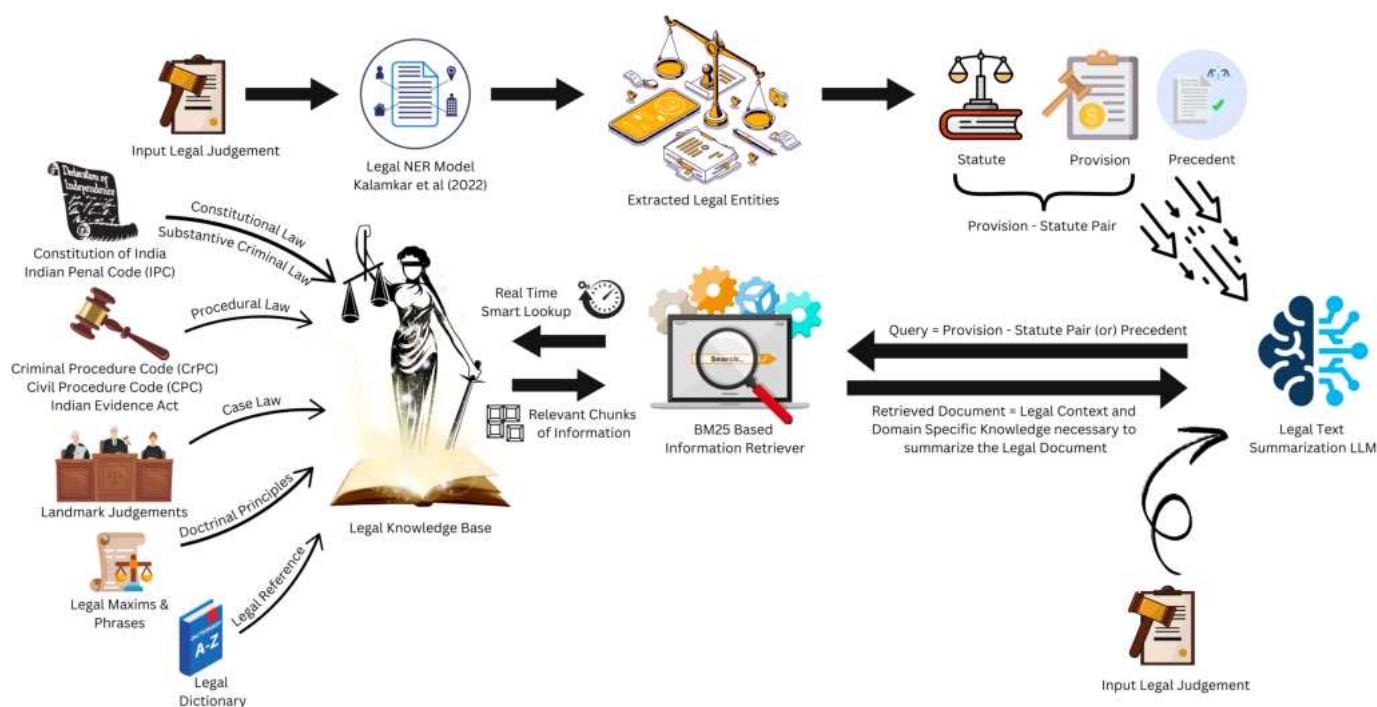 Input Legal Judgement
Legal NER Model
Kalamkar et al (2022)
Extracted Legal Entities
Statute
Provision
Precedent
Provision - Statute Pair
Declaration of
Independence
Constitution of India
Indian Penal Code (IPC)
Constitutional Law
Substantive Criminal Law
Procedural Law
Criminal Procedure Code (CrPC)
Civil Procedure Code (CPC)
Indian Evidence Act
Case Law
Landmark Judgements
Doctrinal Principles
Legal Maxims &
Phrases
Legal Reference
DICTIONARY
A-Z
Legal
Dictionary
Legal Knowledge Base
Real Time
Smart Lookup
Relevant Chunks
of Information
Search...
BM25 Based
Information Retriever
Query = Provision - Statute Pair (or) Precedent
Retrieved Document = Legal Context and
Domain Specific Knowledge necessary to
summarize the Legal Document
Legal Text
Summarization LLM
Input Legal Judgement